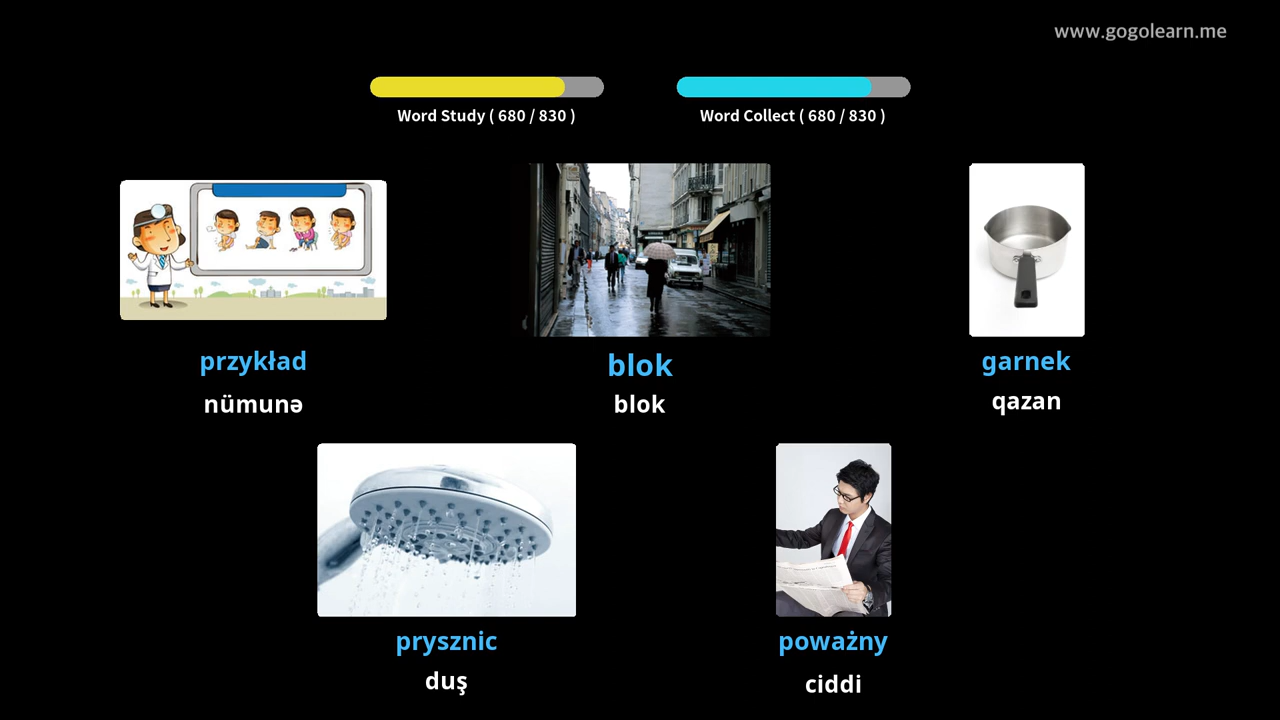 www.gogolearn.me
Word Study ( 680 / 830 )
Word Collect ( 680 / 830 )
przykład
nümunə
blok
blok
garnek
qazan
prysznic
duş
poważny
ciddi